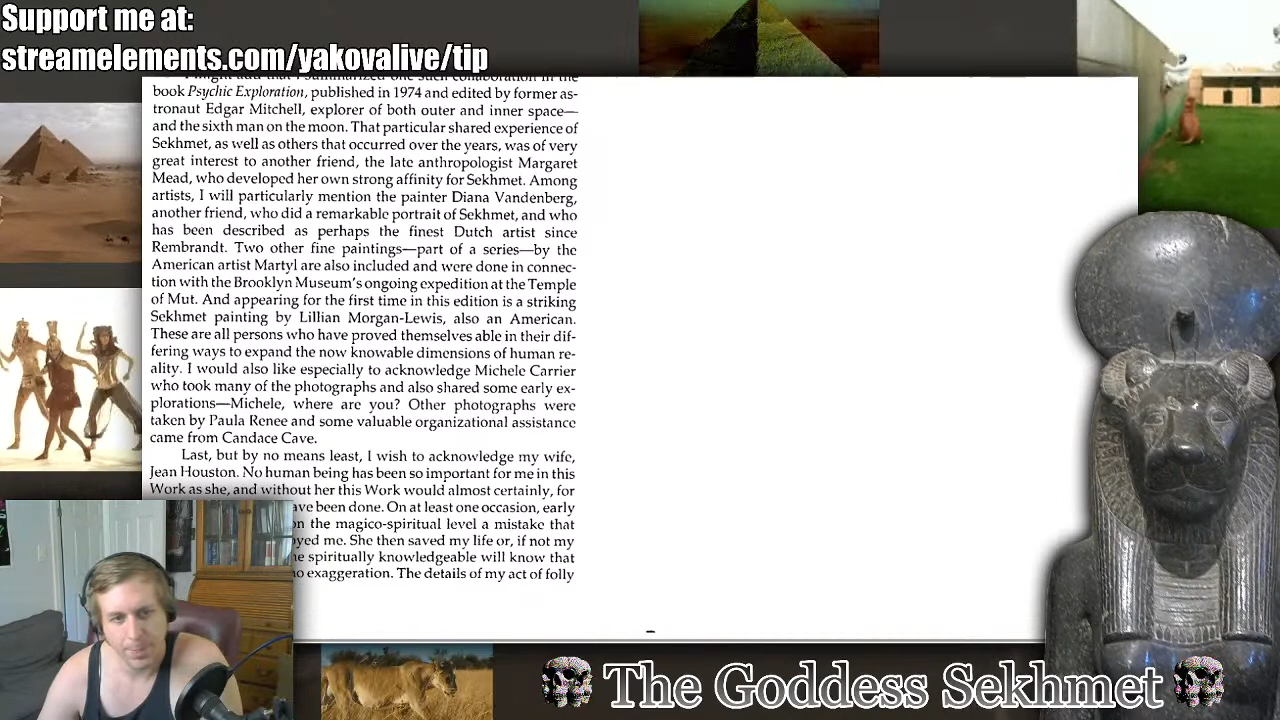 Support me at:
streamelements.com/yakovalive/tip
I might add that I summarized one such collaboration in the
book Psychic Exploration, published in 1974 and edited by former as-
tronaut Edgar Mitchell, explorer of both outer and inner space—
and the sixth man on the moon. That particular shared experience of
Sekhmet, as well as others that occurred over the years, was of very
great interest to another friend, the late anthropologist Margaret
Mead, who developed her own strong affinity for Sekhmet. Among
artists, I will particularly mention the painter Diana Vandenberg,
another friend, who did a remarkable portrait of Sekhmet, and who
has been described as perhaps the finest Dutch artist since
Rembrandt. Two other fine paintings—part of a series—by the
American artist Martyl are also included and were done in connec-
tion with the Brooklyn Museum's ongoing expedition at the Temple
of Mut. And appearing for the first time in this edition is a striking
Sekhmet painting by Lillian Morgan-Lewis, also an American.
These are all persons who have proved themselves able in their dif-
fering ways to expand the now knowable dimensions of human re-
ality. I would also like especially to acknowledge Michele Carrier
who took many of the photographs and also shared some early ex-
plorations—Michele, where are you? Other photographs were
taken by Paula Renee and some valuable organizational assistance
came from Candace Cave.
Last, but by no means least, I wish to acknowledge my wife,
Jean Houston. No human being has been so important for me in this
Work as she, and without her this Work would almost certainly, for
ave been done. On at least one occasion, early
on the magico-spiritual level a mistake that
oyed me. She then saved my life or, if not my
e spiritually knowledgeable will know that
o exaggeration. The details of my act of folly
The Goddess Sekhmet